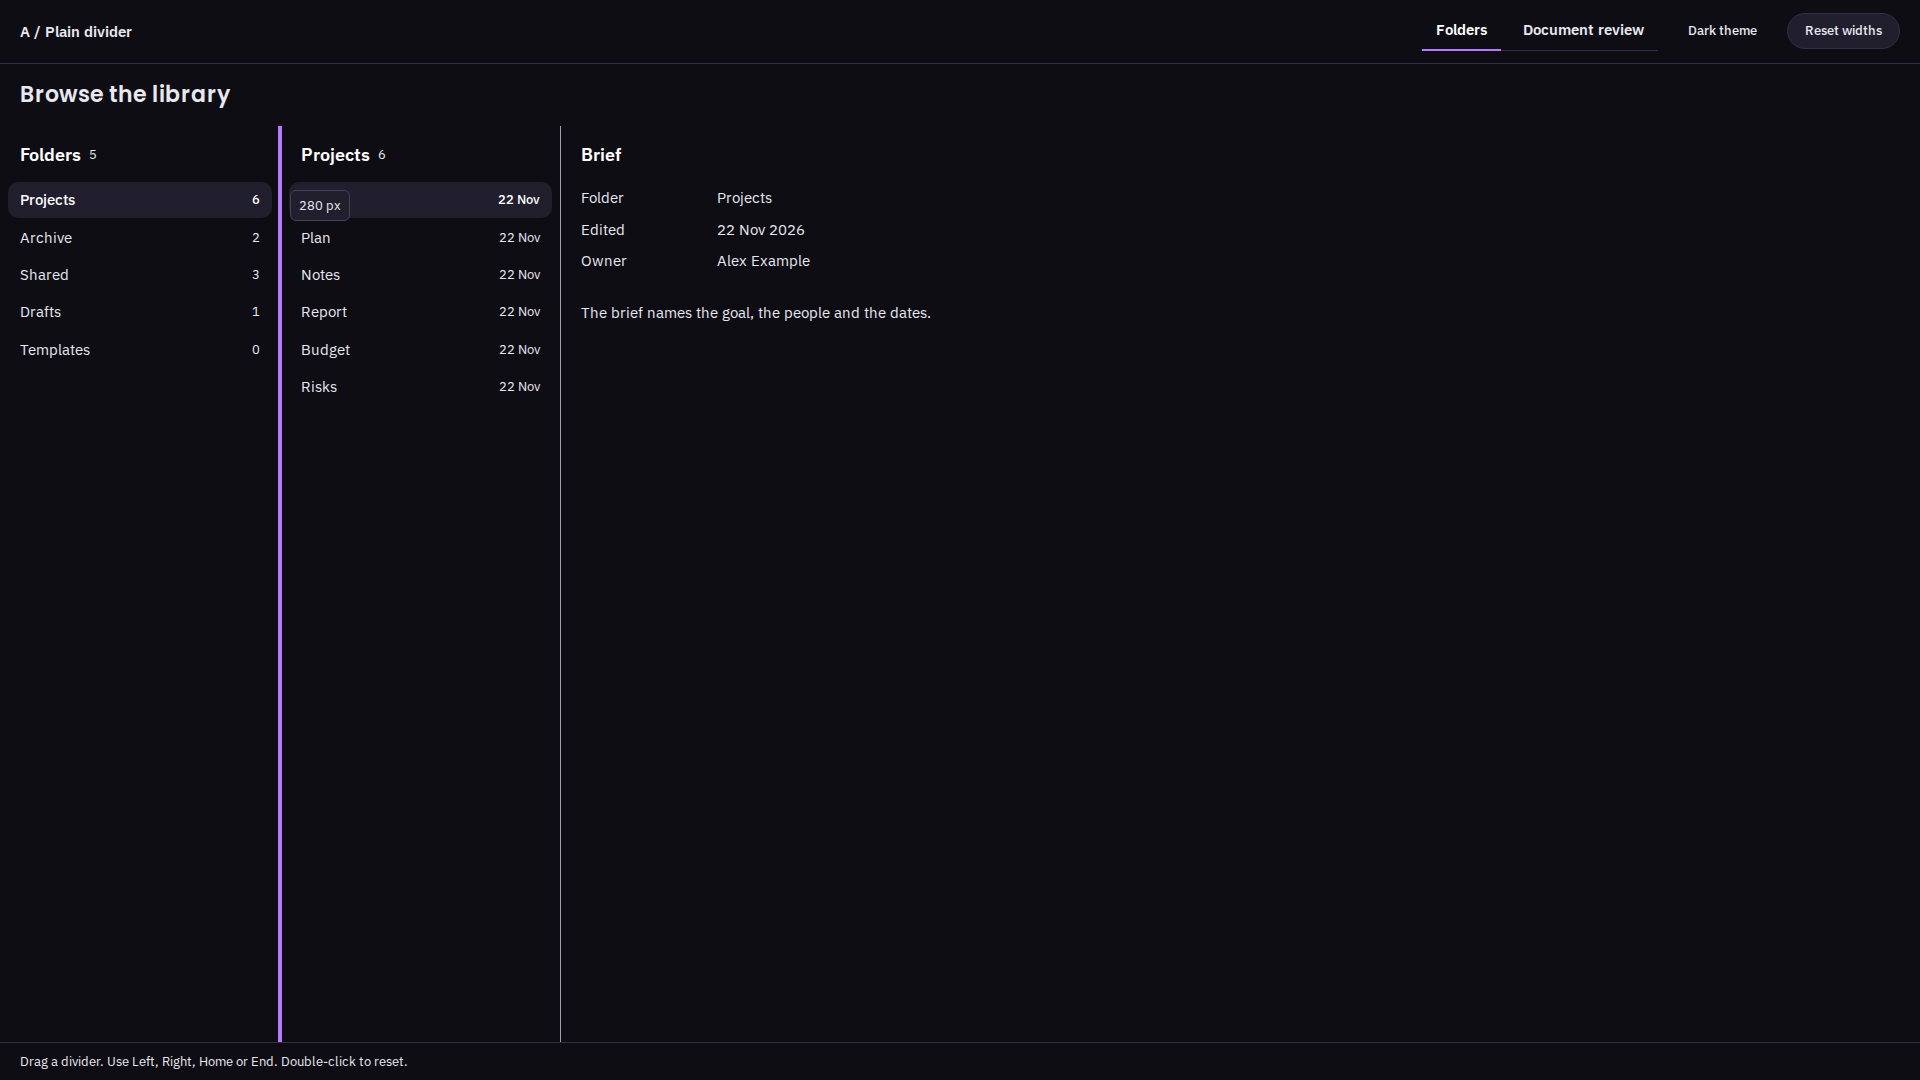 A / Plain divider
Folders Document review Dark theme Reset widths
Browse the library
Folders 5
Projects 6
Archive 2
Shared 3
Drafts 1
Templates 0
Projects 6
280 px 22 Nov
Plan 22 Nov
Notes 22 Nov
Report 22 Nov
Budget 22 Nov
Risks 22 Nov
Brief
Folder Projects
Edited 22 Nov 2026
Owner Alex Example
The brief names the goal, the people and the dates.
Drag a divider. Use Left, Right, Home or End. Double-click to reset.